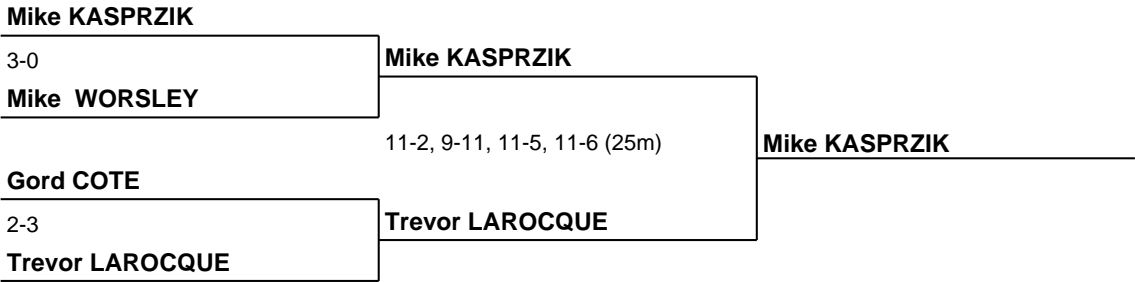 Mike KASPRZIK
3-0
Mike KASPRZIK
Mike  WORSLEY
11-2, 9-11, 11-5, 11-6 (25m)
Mike KASPRZIK
Gord COTE
2-3
Trevor LAROCQUE
Trevor LAROCQUE